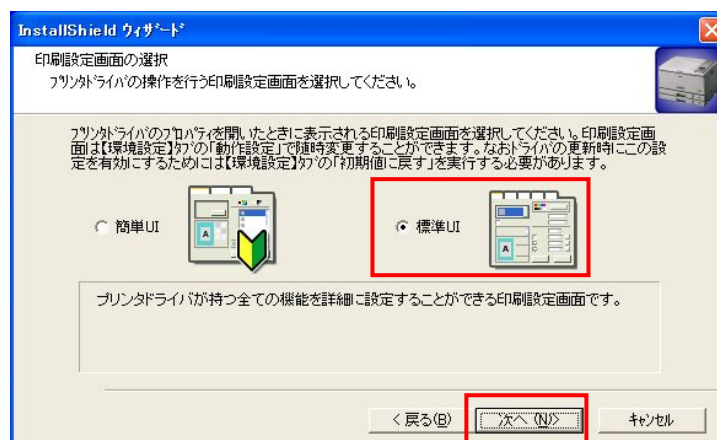 InstallShield ウィザード
印刷設定画面の選択
プリンタドライバの操作を行う印刷設定画面を選択してください。
プリンタドライバのプロパティを開いたときに表示される印刷設定画面を選択してください。印刷設定画
面は【環境設定】タブの「動作設定」で随時変更することができます。なおドライバの更新時にこの設
定を有効にするためには【環境設定】タブの「初期値に戻す」を実行する必要があります。
簡単UI
標準UI
プリンタドライバが持つ全ての機能を詳細に設定することができる印刷設定画面です。
< 戻る(B)
次へ (N)>
キャンセル